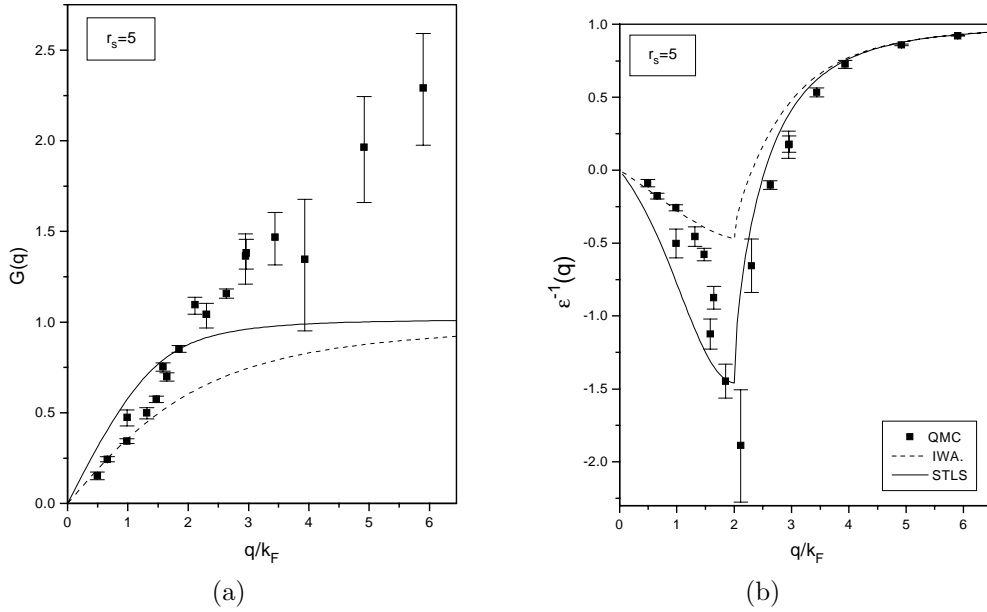 r_s=5
G(q)
2.5
2.0
1.5
1.0
0.5
0.0
0 1 2 3 4 5 6
q/k_F
(a)
r_s=5
ε^{-1}(q)
1.0
0.5
0.0
-0.5
-1.0
-1.5
-2.0
QMC
IWA.
STLS
0 1 2 3 4 5 6
q/k_F
(b)